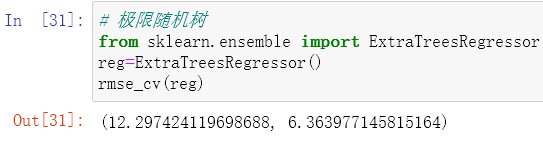 In [31]: # 极限随机树
from sklearn.ensemble import ExtraTreesRegressor
reg=ExtraTreesRegressor()
rmse_cv(reg)
Out[31]: (12.297424119698688, 6.363977145815164)